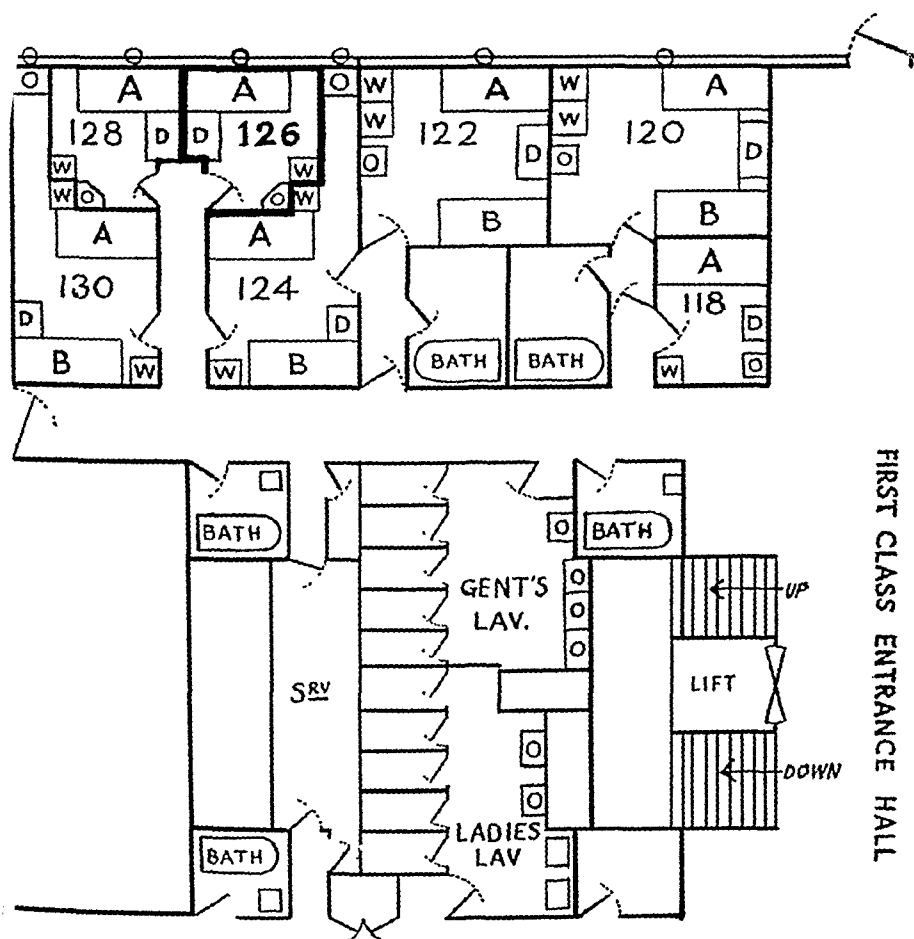 A
A
A
A
W
W
128
D
D
126
W
W
122
D
120
D
W
W
W
W
O
O
O
O
O
O
B
B
A
A
A
130
124
118
D
D
D
B
W
W
B
BATH
BATH
W
O
BATH
O
BATH
GENT'S
LAV.
O
O
O
UP
SRV
LIFT
O
O
DOWN
LADIES
LAV
BATH
FIRST CLASS ENTRANCE HALL